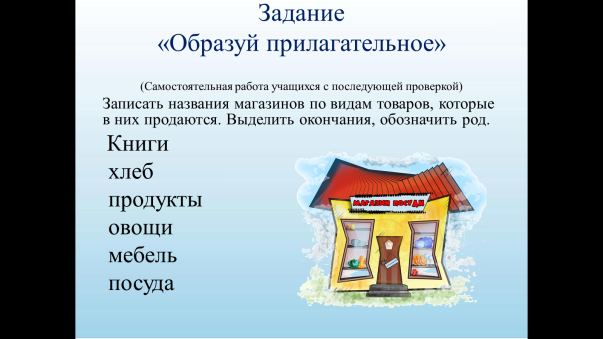 Задание
«Образуй прилагательное»
(Самостоятельная работа учащихся с последующей проверкой)
Записать названия магазинов по видам товаров, которые
в них продаются. Выделить окончания, обозначить род.
Книги
хлеб
продукты
овощи
мебель
посуда
МАГАЗИН ПОСУДЫ